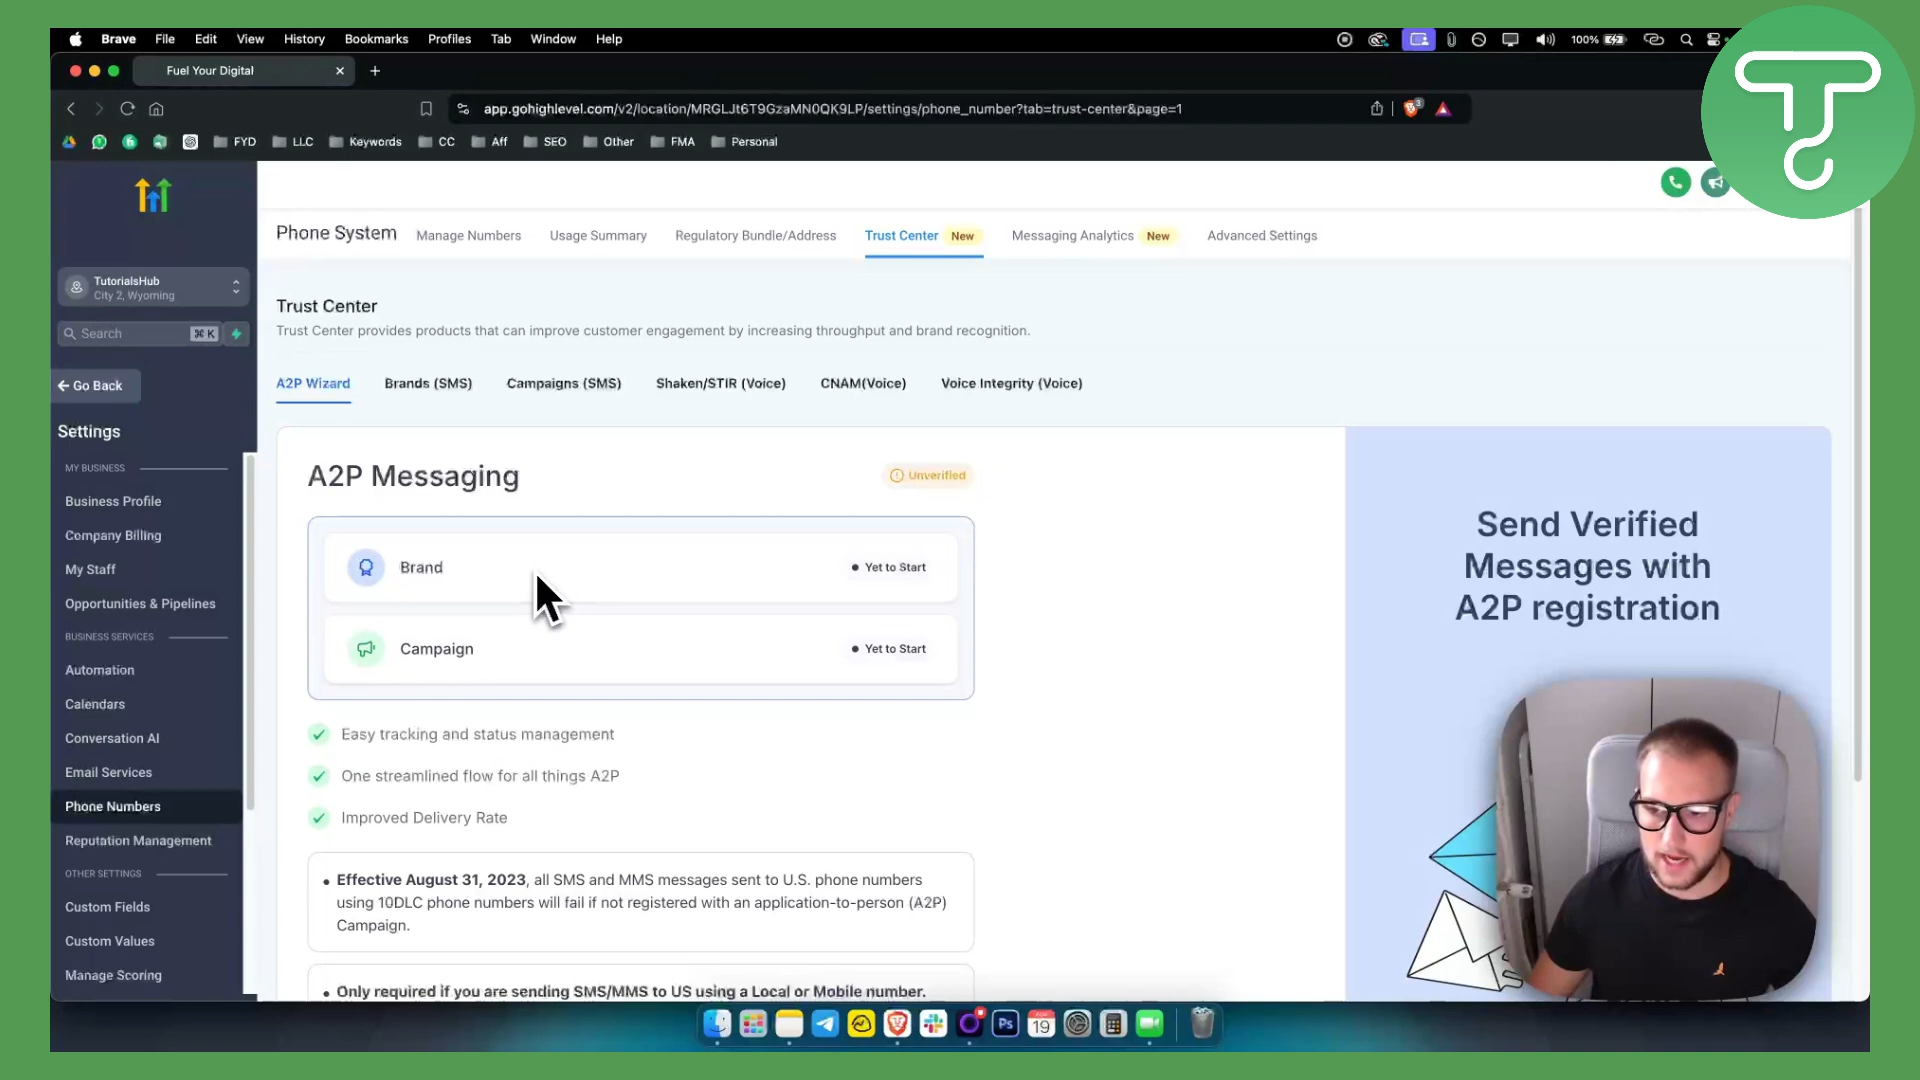 Brave File Edit View History Bookmarks Profiles Tab Window Help 100%
Fuel Your Digital
app.gohighlevel.com/v2/location/MRGLJt6T9GzaMN0QK9LP/settings/phone_number?tab=trust-center&page=1
3
FYD LLC Keywords CC Aff SEO Other FMA Personal
TutorialsHub
City 2, Wyoming
Search ⌘ K
Go Back
Settings
MY BUSINESS
Business Profile
Company Billing
My Staff
Opportunities & Pipelines
BUSINESS SERVICES
Automation
Calendars
Conversation AI
Email Services
Phone Numbers
Reputation Management
OTHER SETTINGS
Custom Fields
Custom Values
Manage Scoring
Phone System Manage Numbers Usage Summary Regulatory Bundle/Address Trust Center New Messaging Analytics New Advanced Settings
Trust Center
Trust Center provides products that can improve customer engagement by increasing throughput and brand recognition.
A2P Wizard Brands (SMS) Campaigns (SMS) Shaken/STIR (Voice) CNAM(Voice) Voice Integrity (Voice)
A2P Messaging Unverified
Brand Yet to Start
Campaign Yet to Start
Easy tracking and status management
One streamlined flow for all things A2P
Improved Delivery Rate
Effective August 31, 2023, all SMS and MMS messages sent to U.S. phone numbers
using 10DLC phone numbers will fail if not registered with an application-to-person (A2P)
Campaign.
Only required if you are sending SMS/MMS to US using a Local or Mobile number.
Send Verified
Messages with
A2P registration
Ps
19